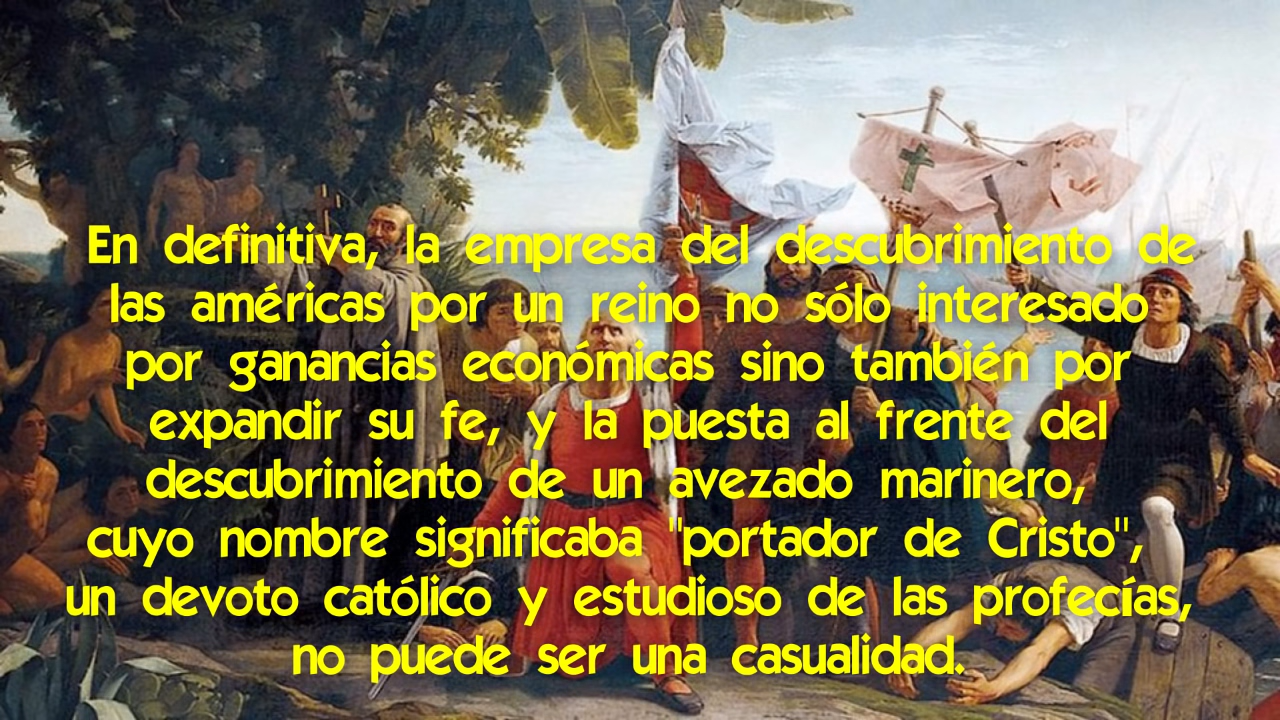 En definitiva, la empresa del descubrimiento de
las américas por un reino no sólo interesado
por ganancias económicas sino también por
expandir su fe, y la puesta al frente del
descubrimiento de un avezado marinero,
cuyo nombre significaba "portador de Cristo",
un devoto católico y estudioso de las profecías,
no puede ser una casualidad.